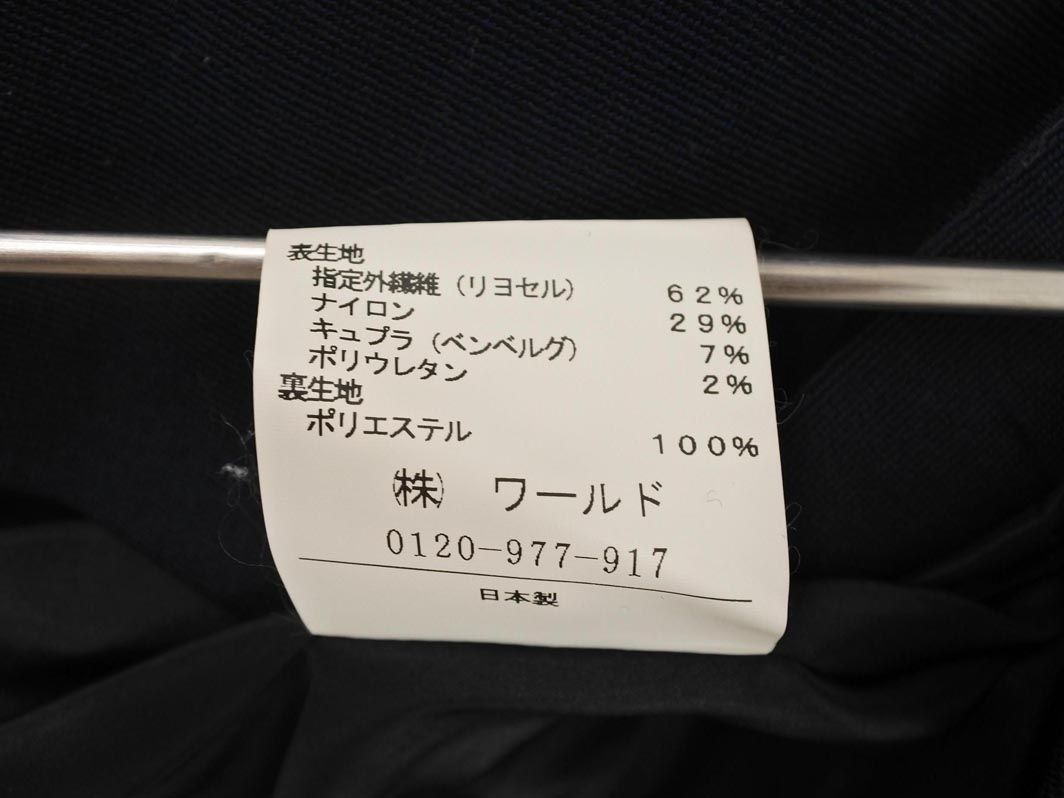 表生地
指定外繊維（リヨセル） ６２％
ナイロン ２９％
キュプラ（ベンベルグ） ７％
ポリウレタン ２％
裏生地
ポリエステル １００％
㈱ ワールド
0120-977-917
日本製